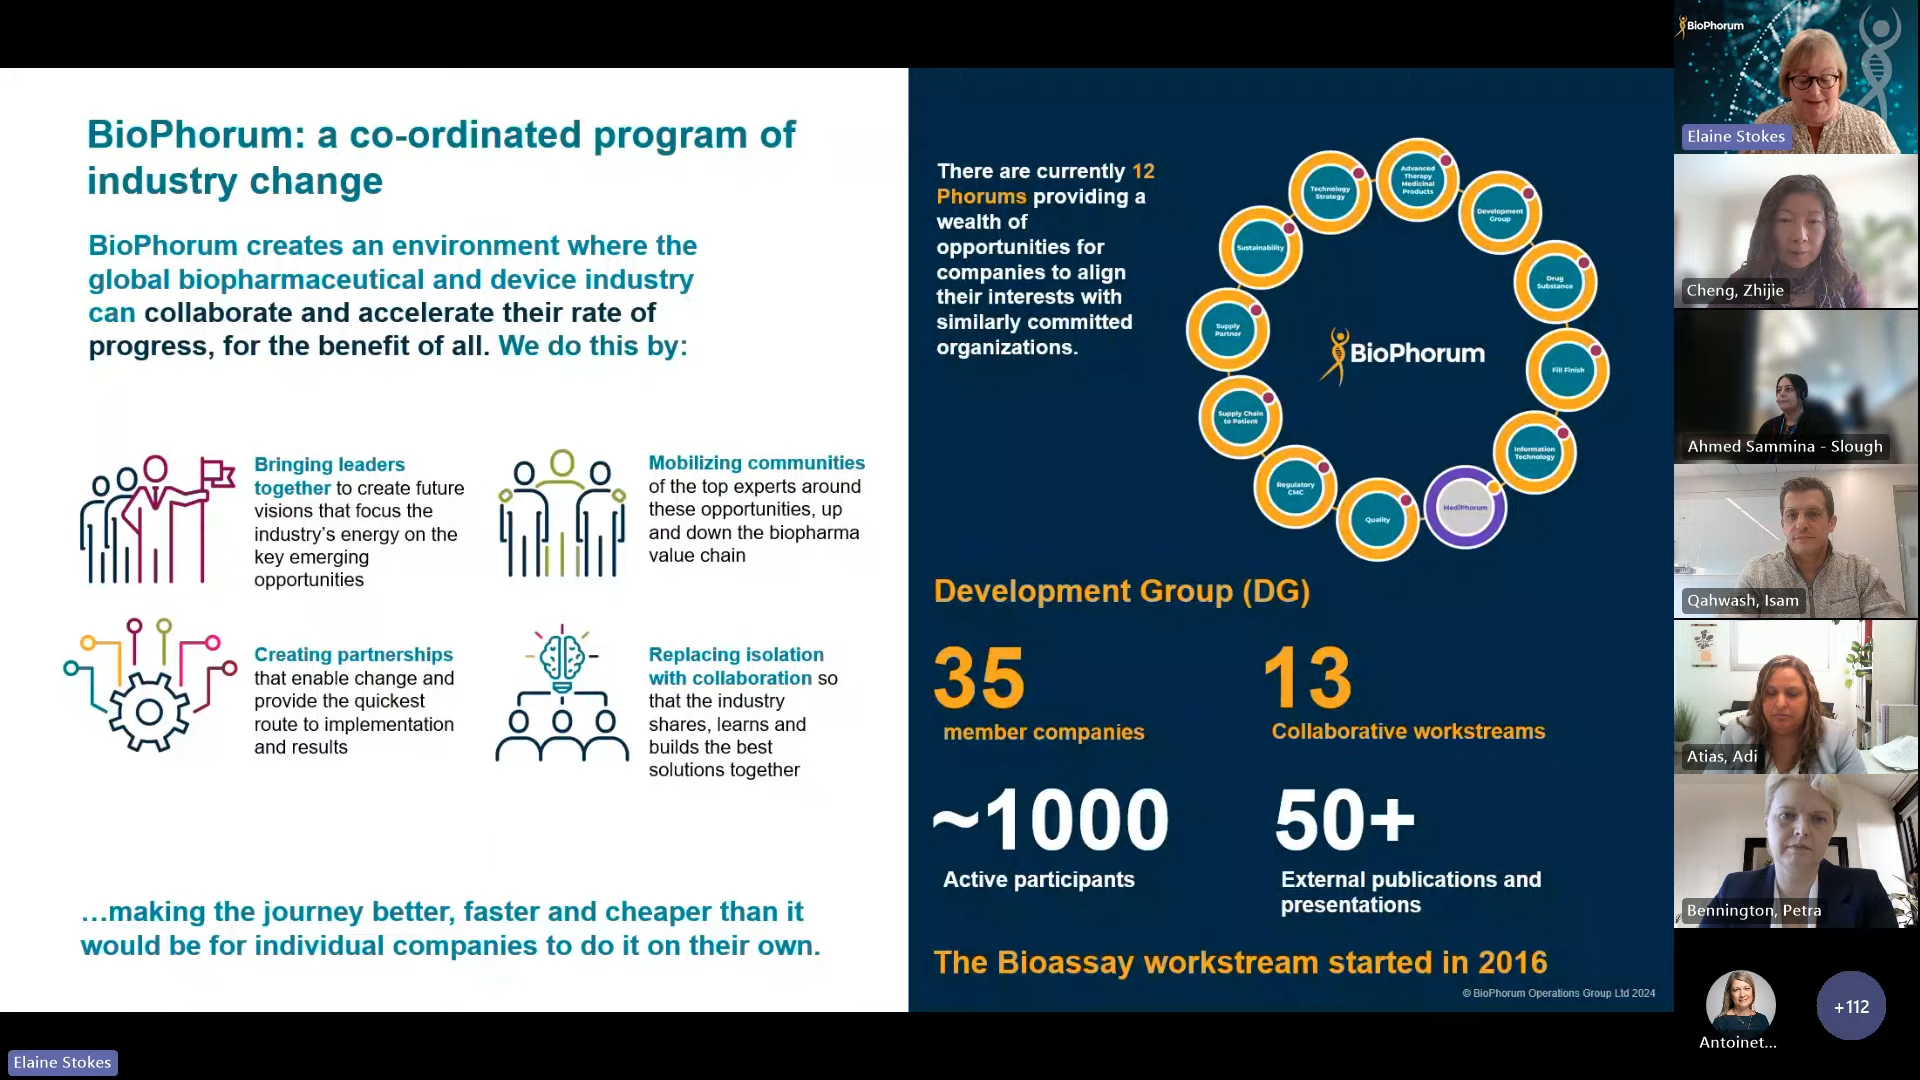 BioPhorum: a co-ordinated program of
industry change
BioPhorum creates an environment where the
global biopharmaceutical and device industry
can collaborate and accelerate their rate of
progress, for the benefit of all. We do this by:
Bringing leaders
together to create future
visions that focus the
industry's energy on the
key emerging
opportunities
Mobilizing communities
of the top experts around
these opportunities, up
and down the biopharma
value chain
Creating partnerships
that enable change and
provide the quickest
route to implementation
and results
Replacing isolation
with collaboration so
that the industry
shares, learns and
builds the best
solutions together
…making the journey better, faster and cheaper than it
would be for individual companies to do it on their own.
There are currently 12
Phorums providing a
wealth of
opportunities for
companies to align
their interests with
similarly committed
organizations.
Advanced
Therapy
Medicinal
Products
Development
Group
Drug
Substance
Fill Finish
Information
Technology
MediPhorum
Quality
Regulatory
CMC
Supply Chain
to Patient
Supply
Partner
Sustainability
Technology
Strategy
BioPhorum
Development Group (DG)
35
member companies
13
Collaborative workstreams
~1000
Active participants
50+
External publications and
presentations
The Bioassay workstream started in 2016
© BioPhorum Operations Group Ltd 2024
BioPhorum
Elaine Stokes
Cheng, Zhijie
Ahmed Sammina - Slough
Qahwash, Isam
Atias, Adi
Bennington, Petra
Antoinet...
+112
Elaine Stokes